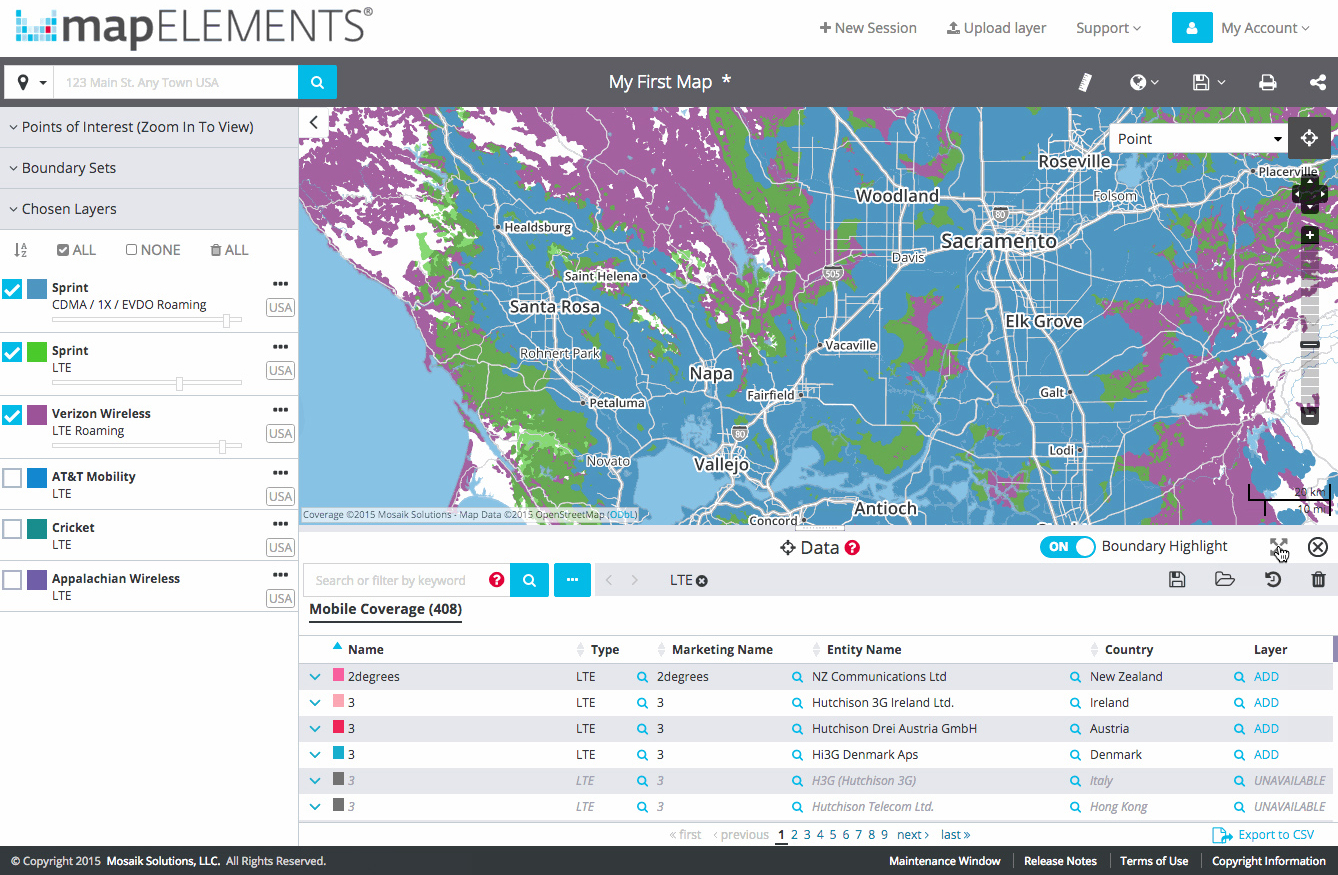 mapELEMENTS®
New Session
Upload layer
Support
My Account
123 Main St. Any Town USA
My First Map *
Points of Interest (Zoom In To View)
Boundary Sets
Chosen Layers
ALL
NONE
ALL
Sprint
CDMA / 1X / EVDO Roaming
USA
Sprint
LTE
USA
Verizon Wireless
LTE Roaming
USA
AT&T Mobility
LTE
USA
Cricket
LTE
USA
Appalachian Wireless
LTE
USA
Point
Roseville
Placerville
Woodland
Folsom
80
Healdsburg
Sacramento
Davis
Saint Helena
505
Santa Rosa
Elk Grove
Vacaville
Rohnert Park
Napa
Fairfield
Galt
Petaluma
80
Lodi
Novato
Vallejo
20 km
10 m
Antioch
Concord
Coverage ©2015 Mosaik Solutions - Map Data ©2015 OpenStreetMap (ODbL)
Data ?
ON
Boundary Highlight
Search or filter by keyword
?
LTE
Mobile Coverage (408)
Name Type Marketing Name Entity Name Country Layer
2degrees LTE 2degrees NZ Communications Ltd New Zealand ADD
3 LTE 3 Hutchison 3G Ireland Ltd. Ireland ADD
3 LTE 3 Hutchison Drei Austria GmbH Austria ADD
3 LTE 3 Hi3G Denmark Aps Denmark ADD
3 LTE 3 H3G (Hutchison 3G) Italy UNAVAILABLE
3 LTE 3 Hutchison Telecom Ltd. Hong Kong UNAVAILABLE
« first ‹ previous 1 2 3 4 5 6 7 8 9 next › last »
Export to CSV
© Copyright 2015 Mosaik Solutions, LLC. All Rights Reserved.
Maintenance Window
Release Notes
Terms of Use
Copyright Information